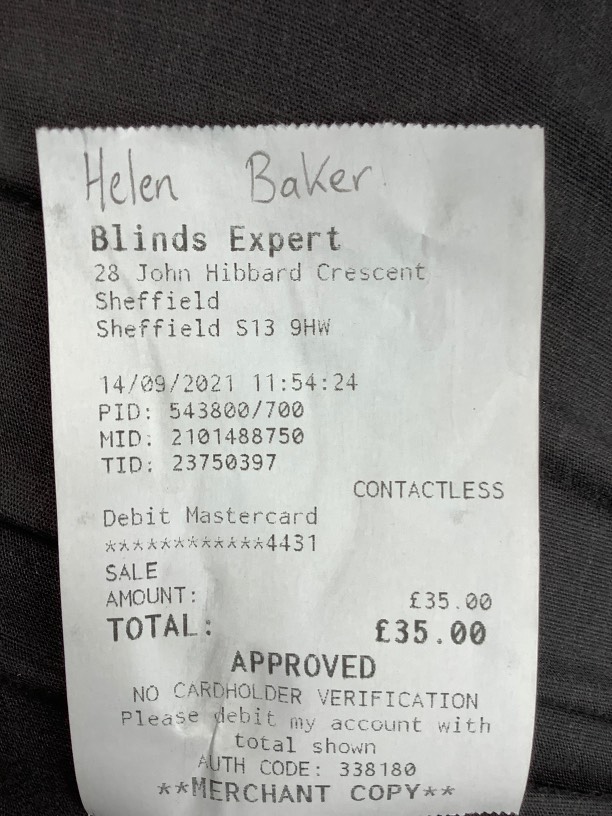 Helen Baker
Blinds Expert
28 John Hibbard Crescent
Sheffield
Sheffield S13 9HW
14/09/2021 11:54:24
PID: 543800/700
MID: 2101488750
TID: 23750397
CONTACTLESS
Debit Mastercard
************4431
SALE
AMOUNT: £35.00
TOTAL: £35.00
APPROVED
NO CARDHOLDER VERIFICATION
Please debit my account with
total shown
AUTH CODE: 338180
**MERCHANT COPY**